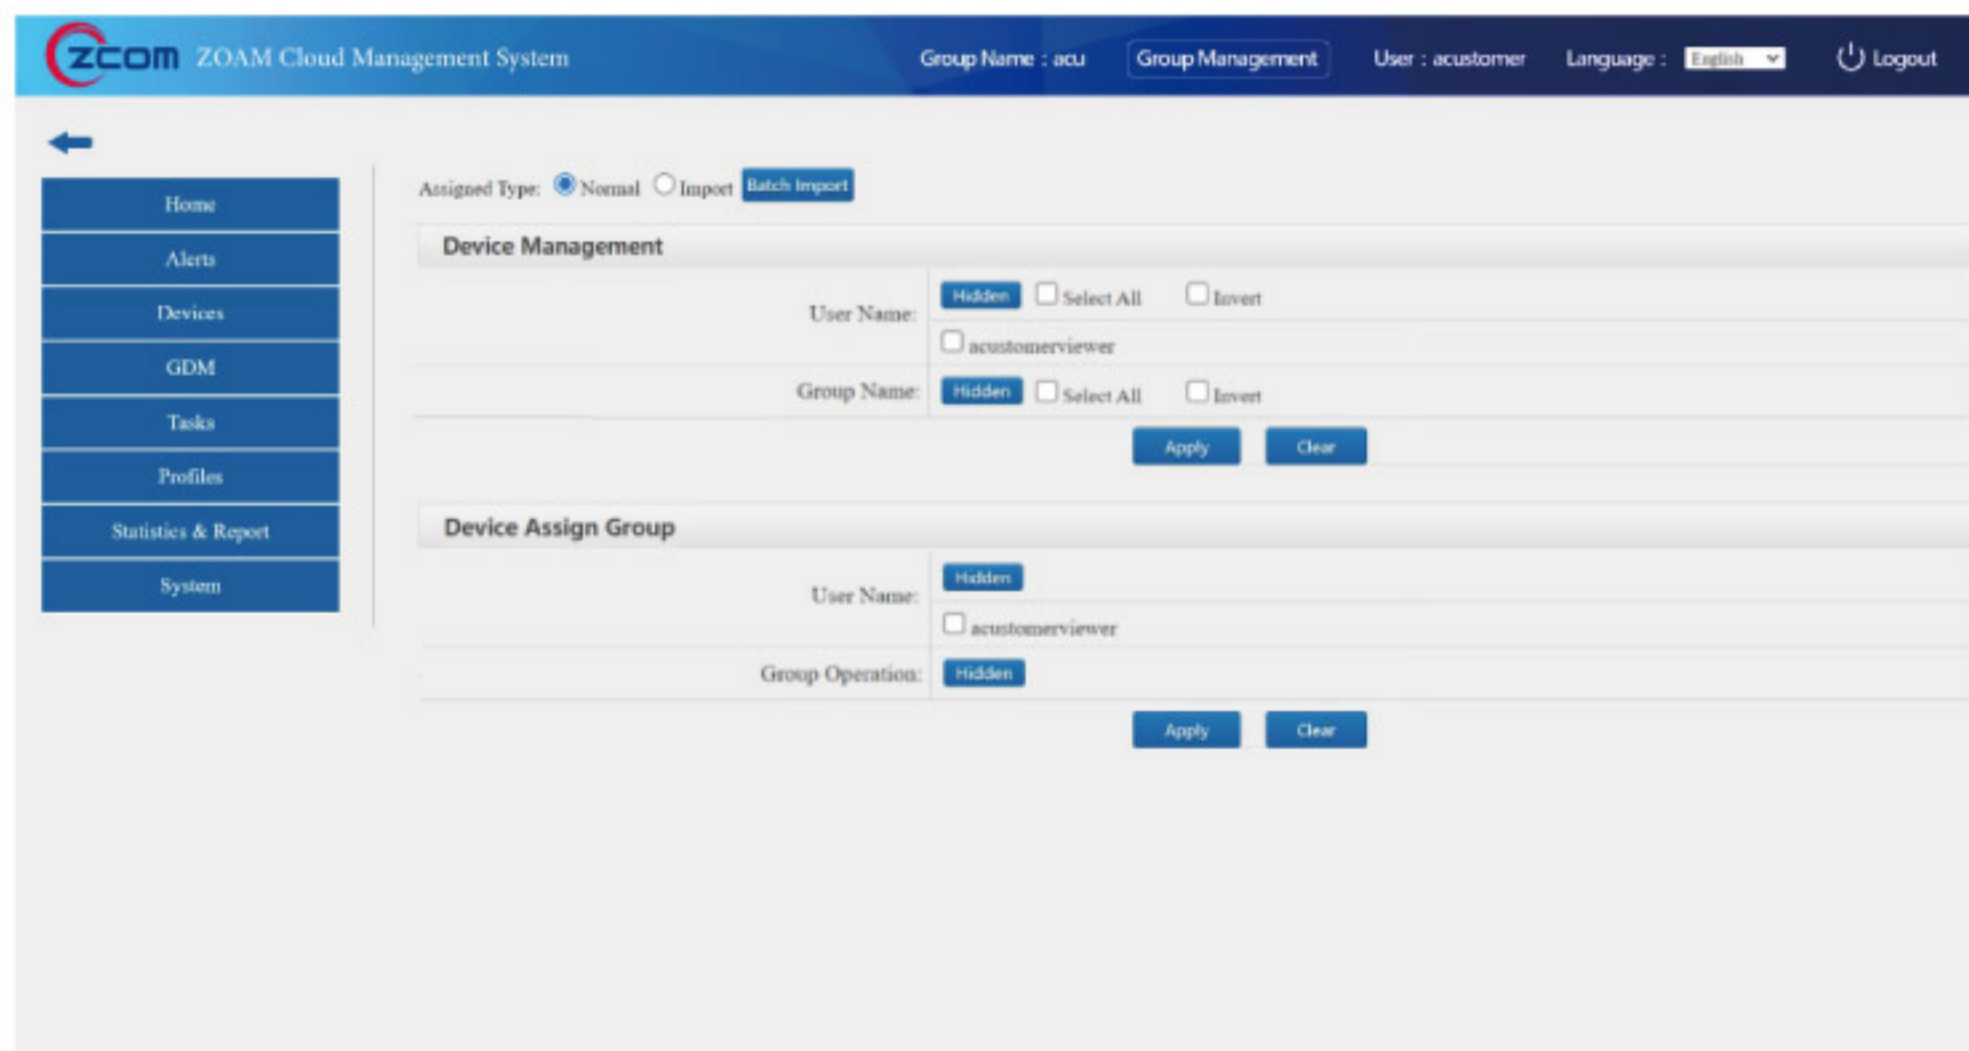 zcom ZOAM Cloud Management System Group Name : acu Group Management User : acustomer Language : English Logout
Home
Alerts
Devices
GDM
Tasks
Profiles
Statistics & Report
System
Assigned Type: Normal Import Batch Import
Device Management
User Name: Hidden Select All Invert
acustomerviewer
Group Name: Hidden Select All Invert
Apply Clear
Device Assign Group
User Name: Hidden
acustomerviewer
Group Operation: Hidden
Apply Clear